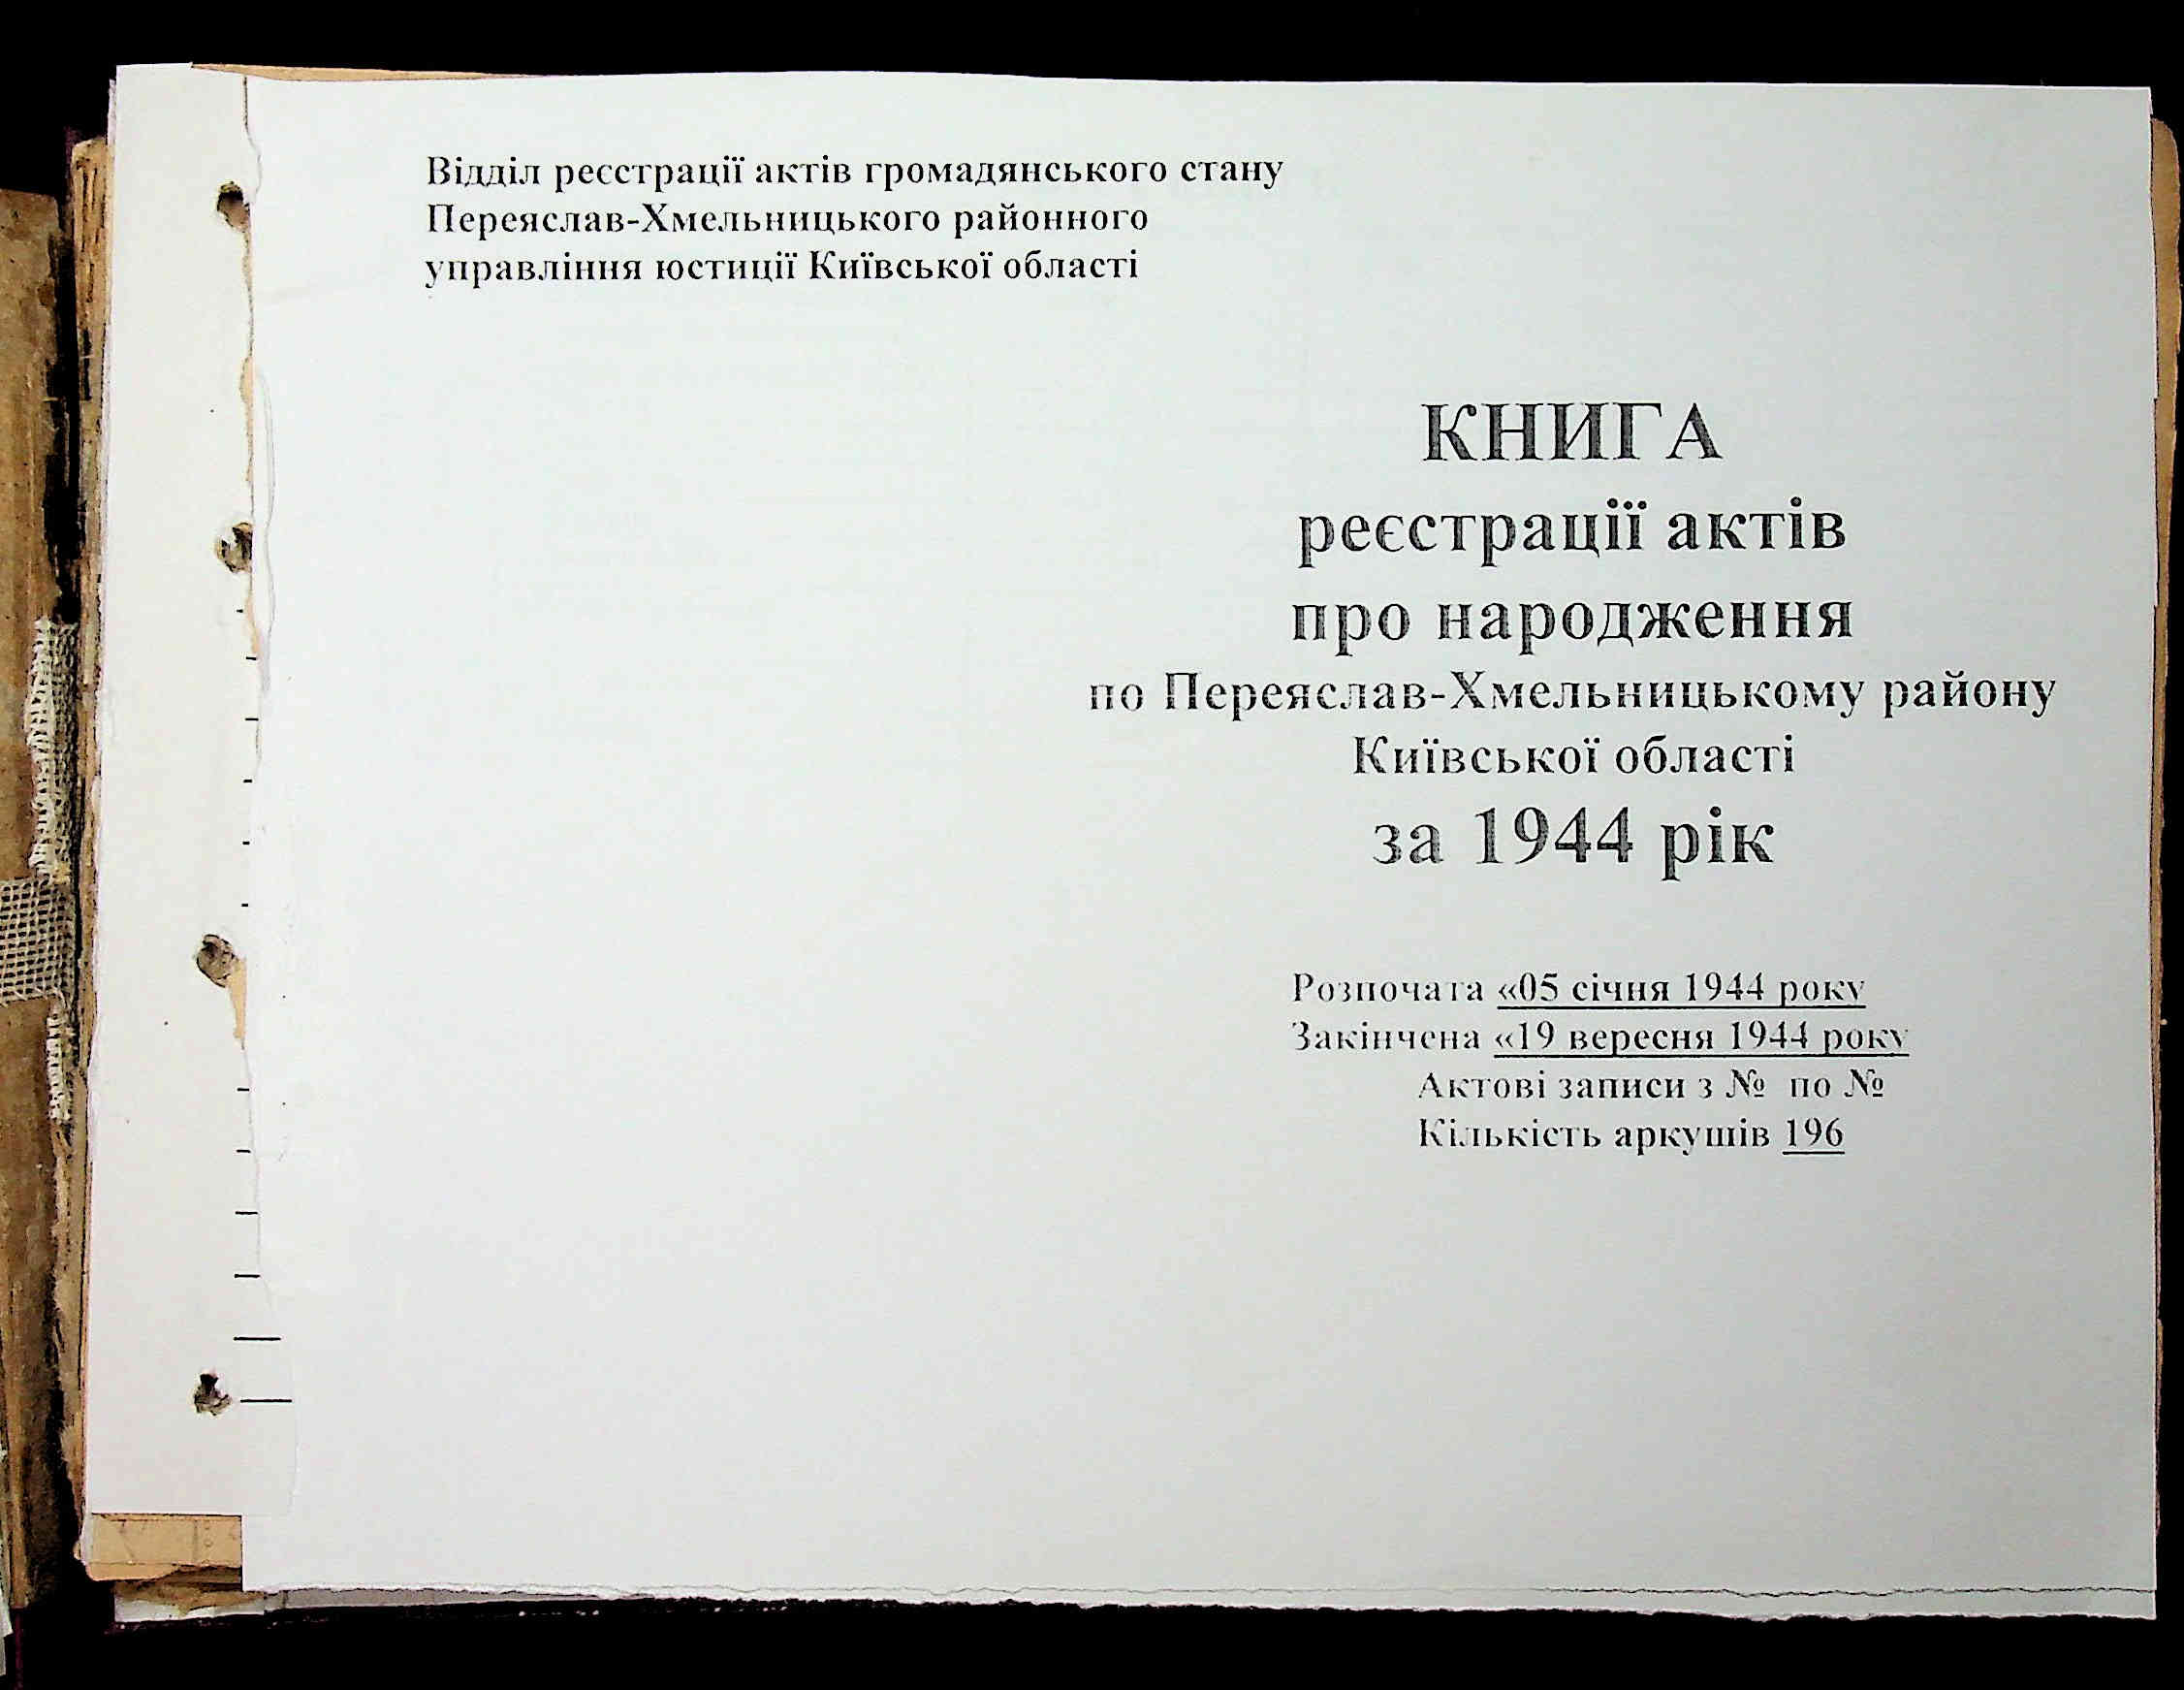 Відділ реєстрації актів громадянського стану
Переяслав-Хмельницького районного
управління юстиції Київської області
КНИГА
реєстрації актів
про народження
по Переяслав-Хмельницькому району
Київської області
за 1944 рік
Розпочата «05 січня 1944 року
Закінчена «19 вересня 1944 року
Актові записи з № по №
Кількість аркушів 196